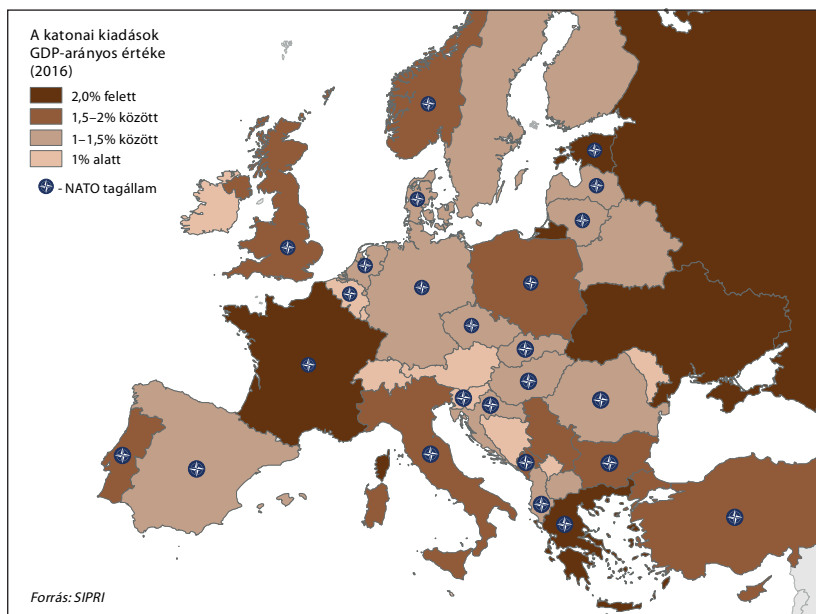 A katonai kiadások
GDP-arányos értéke
(2016)
2,0% felett
1,5–2% között
1–1,5% között
1% alatt
- NATO tagállam
Forrás: SIPRI